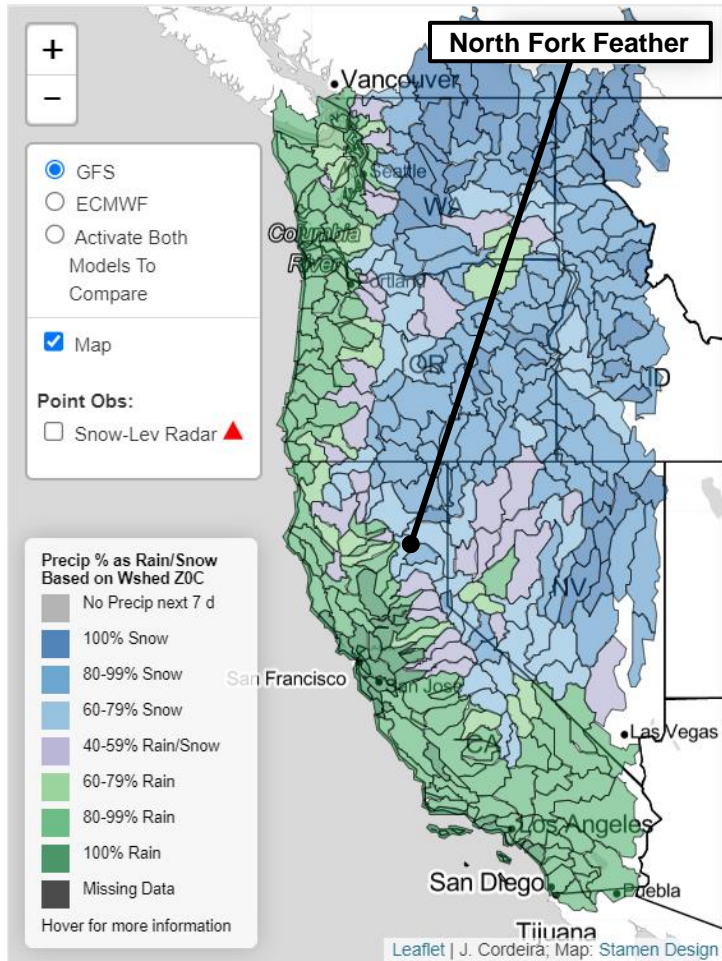 North Fork Feather
+
−
Vancouver
GFS
ECMWF
Activate Both
Models To
Compare
Map
Point Obs:
Snow-Lev Radar
Seattle
WA
Columbia
River
Portland
OR
ID
NV
San Francisco
San Jose
CA
Las Vegas
Los Angeles
San Diego
Puebla
Tijuana
Precip % as Rain/Snow
Based on Wshed Z0C
No Precip next 7 d
100% Snow
80-99% Snow
60-79% Snow
40-59% Rain/Snow
60-79% Rain
80-99% Rain
100% Rain
Missing Data
Hover for more information
Leaflet | J. Cordeira; Map: Stamen Design